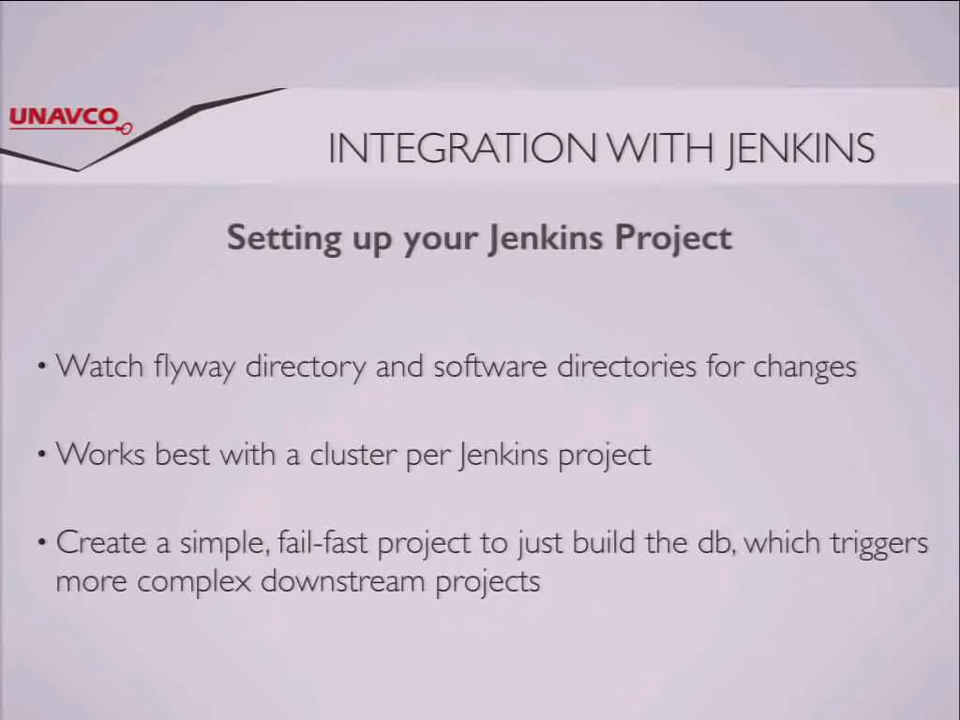 UNAVCO
INTEGRATION WITH JENKINS
Setting up your Jenkins Project
• Watch flyway directory and software directories for changes
• Works best with a cluster per Jenkins project
• Create a simple, fail-fast project to just build the db, which triggers
more complex downstream projects